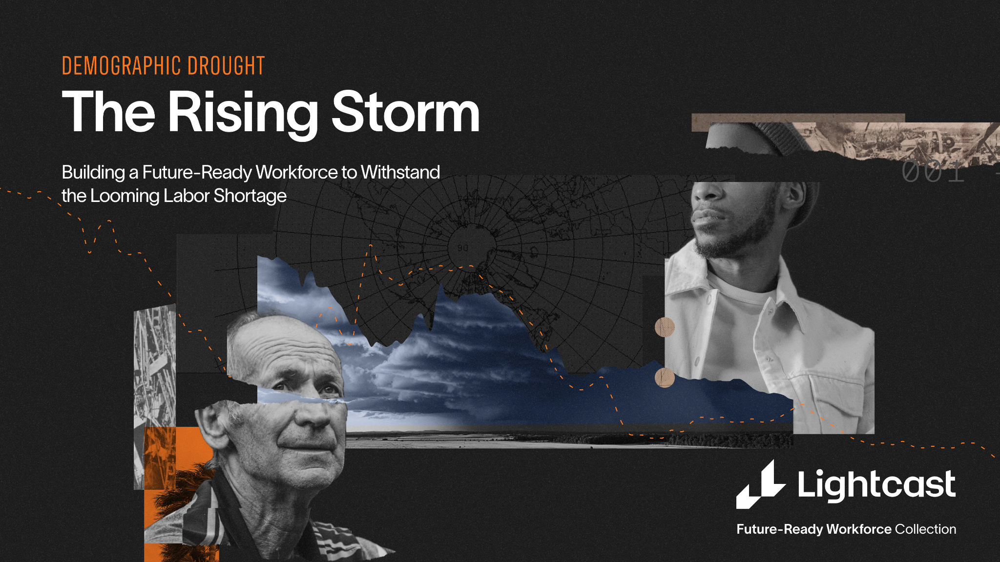 DEMOGRAPHIC DROUGHT
The Rising Storm
Building a Future-Ready Workforce to Withstand
the Looming Labor Shortage
001
90
Lightcast
Future-Ready Workforce Collection